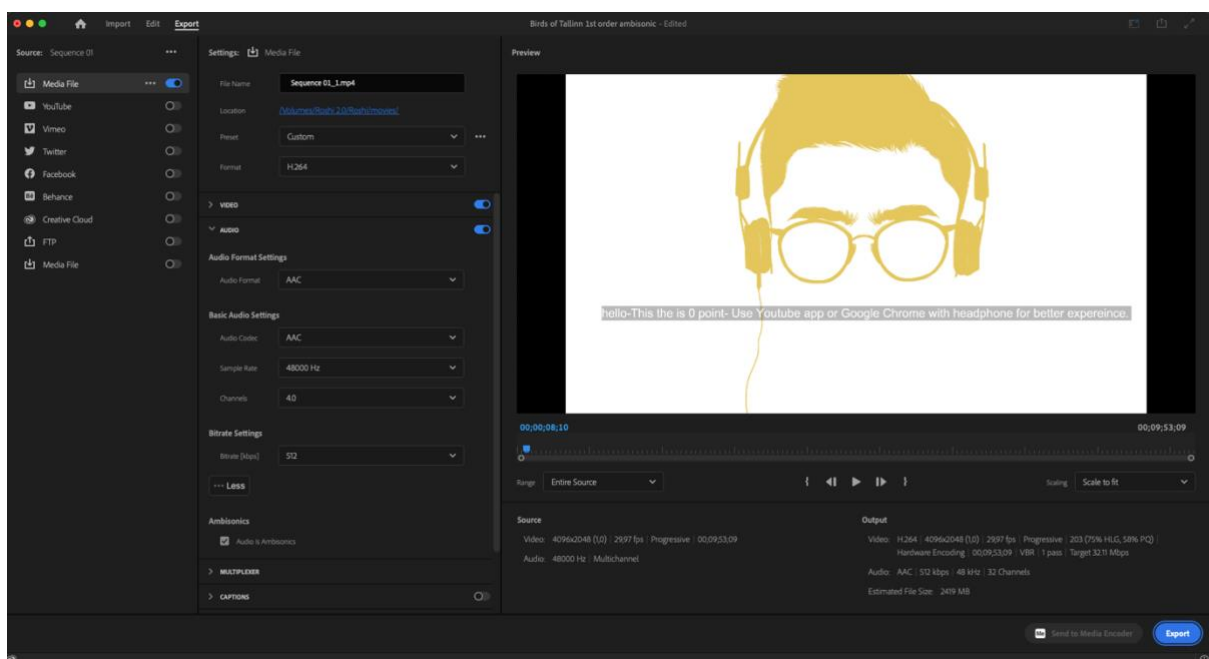 Import Edit Export
Birds of Tallinn 1st order ambisonic - Edited
Source: Sequence 01
Media File
YouTube
Vimeo
Twitter
Facebook
Behance
Creative Cloud
FTP
Media File
Settings: Media File
File Name Sequence 01_1.mp4
Location /Volumes/Roshi 2.0/Roshi/movies/
Preset Custom
Format H.264
VIDEO
AUDIO
Audio Format Settings
Audio Format AAC
Basic Audio Settings
Audio Codec AAC
Sample Rate 48000 Hz
Channels 4.0
Bitrate Settings
Bitrate [kbps] 512
Less
Ambisonics
Audio is Ambisonics
MULTIPLEXER
CAPTIONS
Preview
hello-This the is 0 point- Use Youtube app or Google Chrome with headphone for better expereince.
00;00;08;10 00;09;53;09
Range Entire Source
Scaling Scale to fit
Source
Video: 4096x2048 (1,0) | 29,97 fps | Progressive | 00;09;53;09
Audio: 48000 Hz | Multichannel
Output
Video: H.264 | 4096x2048 (1,0) | 29,97 fps | Progressive | 203 (75% HLG, 58% PQ) |
Hardware Encoding | 00;09;53;09 | VBR | 1 pass | Target 32.11 Mbps
Audio: AAC | 512 kbps | 48 kHz | 32 Channels
Estimated File Size: 2419 MB
Send to Media Encoder
Export